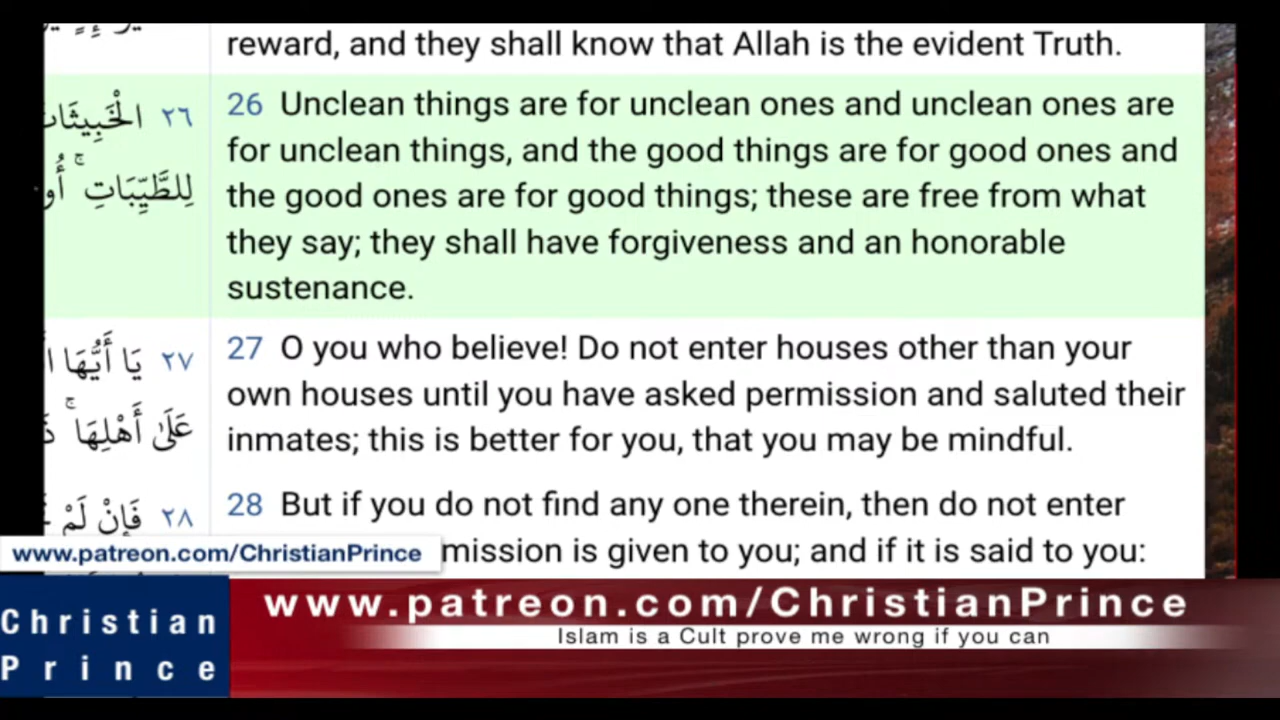 reward, and they shall know that Allah is the evident Truth.
٢٦ 26 Unclean things are for unclean ones and unclean ones are
لِلطَّيِّبَاتِ ۚ for unclean things, and the good things are for good ones and
the good ones are for good things; these are free from what
they say; they shall have forgiveness and an honorable
sustenance.
٢٧ يَا أَيُّهَا 27 O you who believe! Do not enter houses other than your
عَلَىٰ أَهْلِهَا ۚ own houses until you have asked permission and saluted their
inmates; this is better for you, that you may be mindful.
٢٨ فَإِنْ لَمْ 28 But if you do not find any one therein, then do not enter
www.patreon.com/ChristianPrince mission is given to you; and if it is said to you:
Christian
Prince
www.patreon.com/ChristianPrince
Islam is a Cult prove me wrong if you can